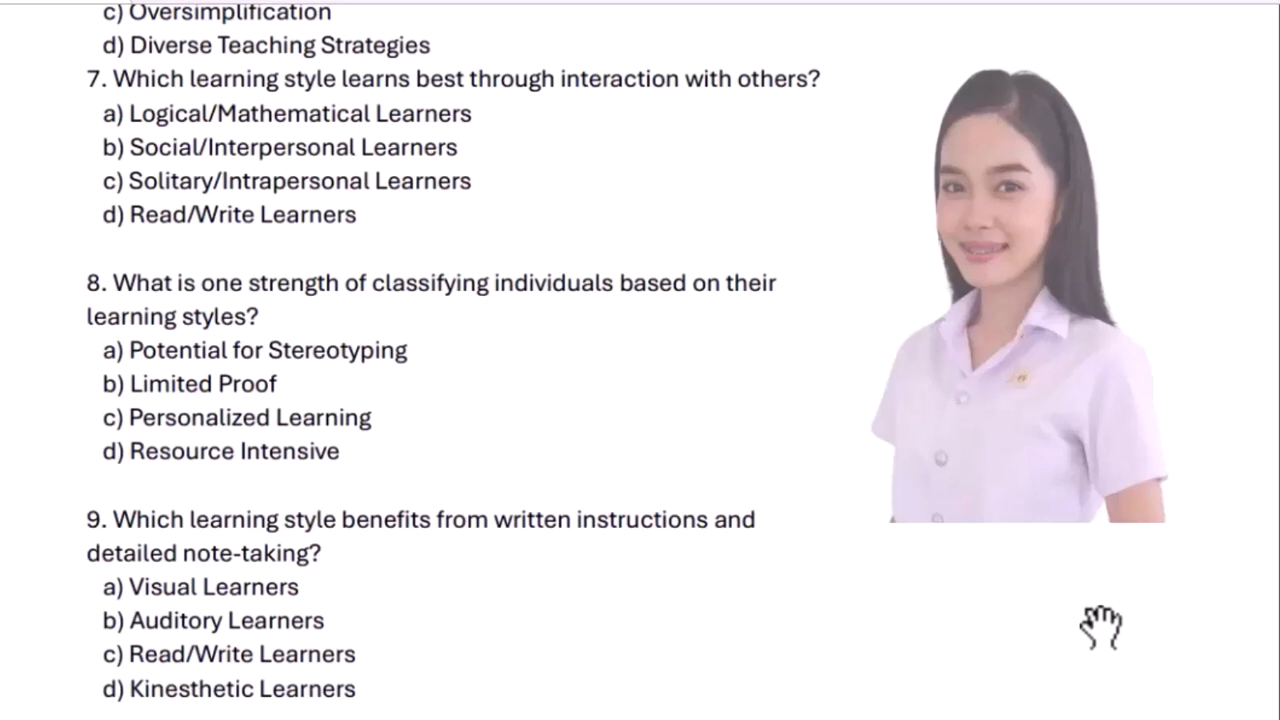 c) Oversimplification
d) Diverse Teaching Strategies
7. Which learning style learns best through interaction with others?
a) Logical/Mathematical Learners
b) Social/Interpersonal Learners
c) Solitary/Intrapersonal Learners
d) Read/Write Learners
8. What is one strength of classifying individuals based on their
learning styles?
a) Potential for Stereotyping
b) Limited Proof
c) Personalized Learning
d) Resource Intensive
9. Which learning style benefits from written instructions and
detailed note-taking?
a) Visual Learners
b) Auditory Learners
c) Read/Write Learners
d) Kinesthetic Learners